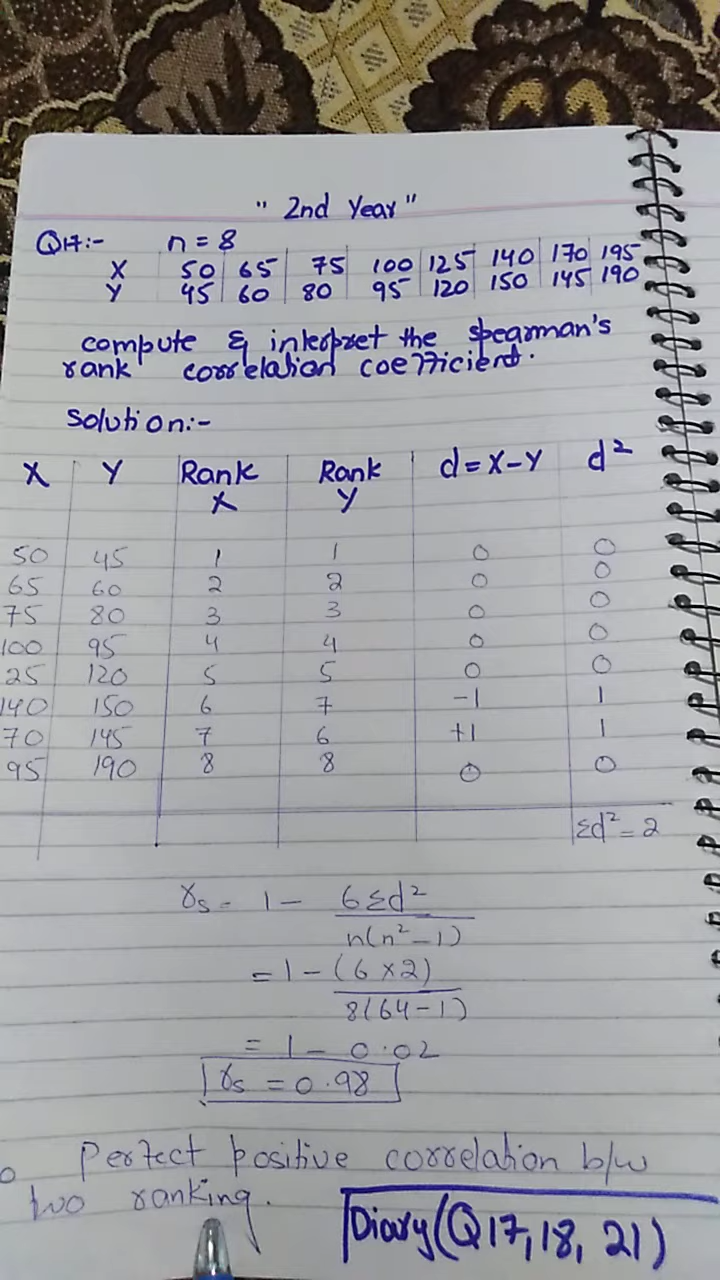 " 2nd Year "
Q17:- n = 8
X 50 65 75 100 125 140 170 195
Y 45 60 80 95 120 150 145 190
compute & interpret the spearman's
rank correlation coefficient.
Solution:-
X Y Rank X Rank Y d = X-Y d²
50 45 1 1 0 0
65 60 2 2 0 0
75 80 3 3 0 0
100 95 4 4 0 0
25 120 5 5 0 0
140 150 6 7 -1 1
70 145 7 6 +1 1
95 190 8 8 0 0
Σd² = 2
rs = 1 - 6Σd²
n(n²-1)
= 1 - (6×2)
8(64-1)
= 1 - 0.02
rs = 0.98
Perfect positive correlation b/w
two ranking.
Diary(Q17,18, 21)